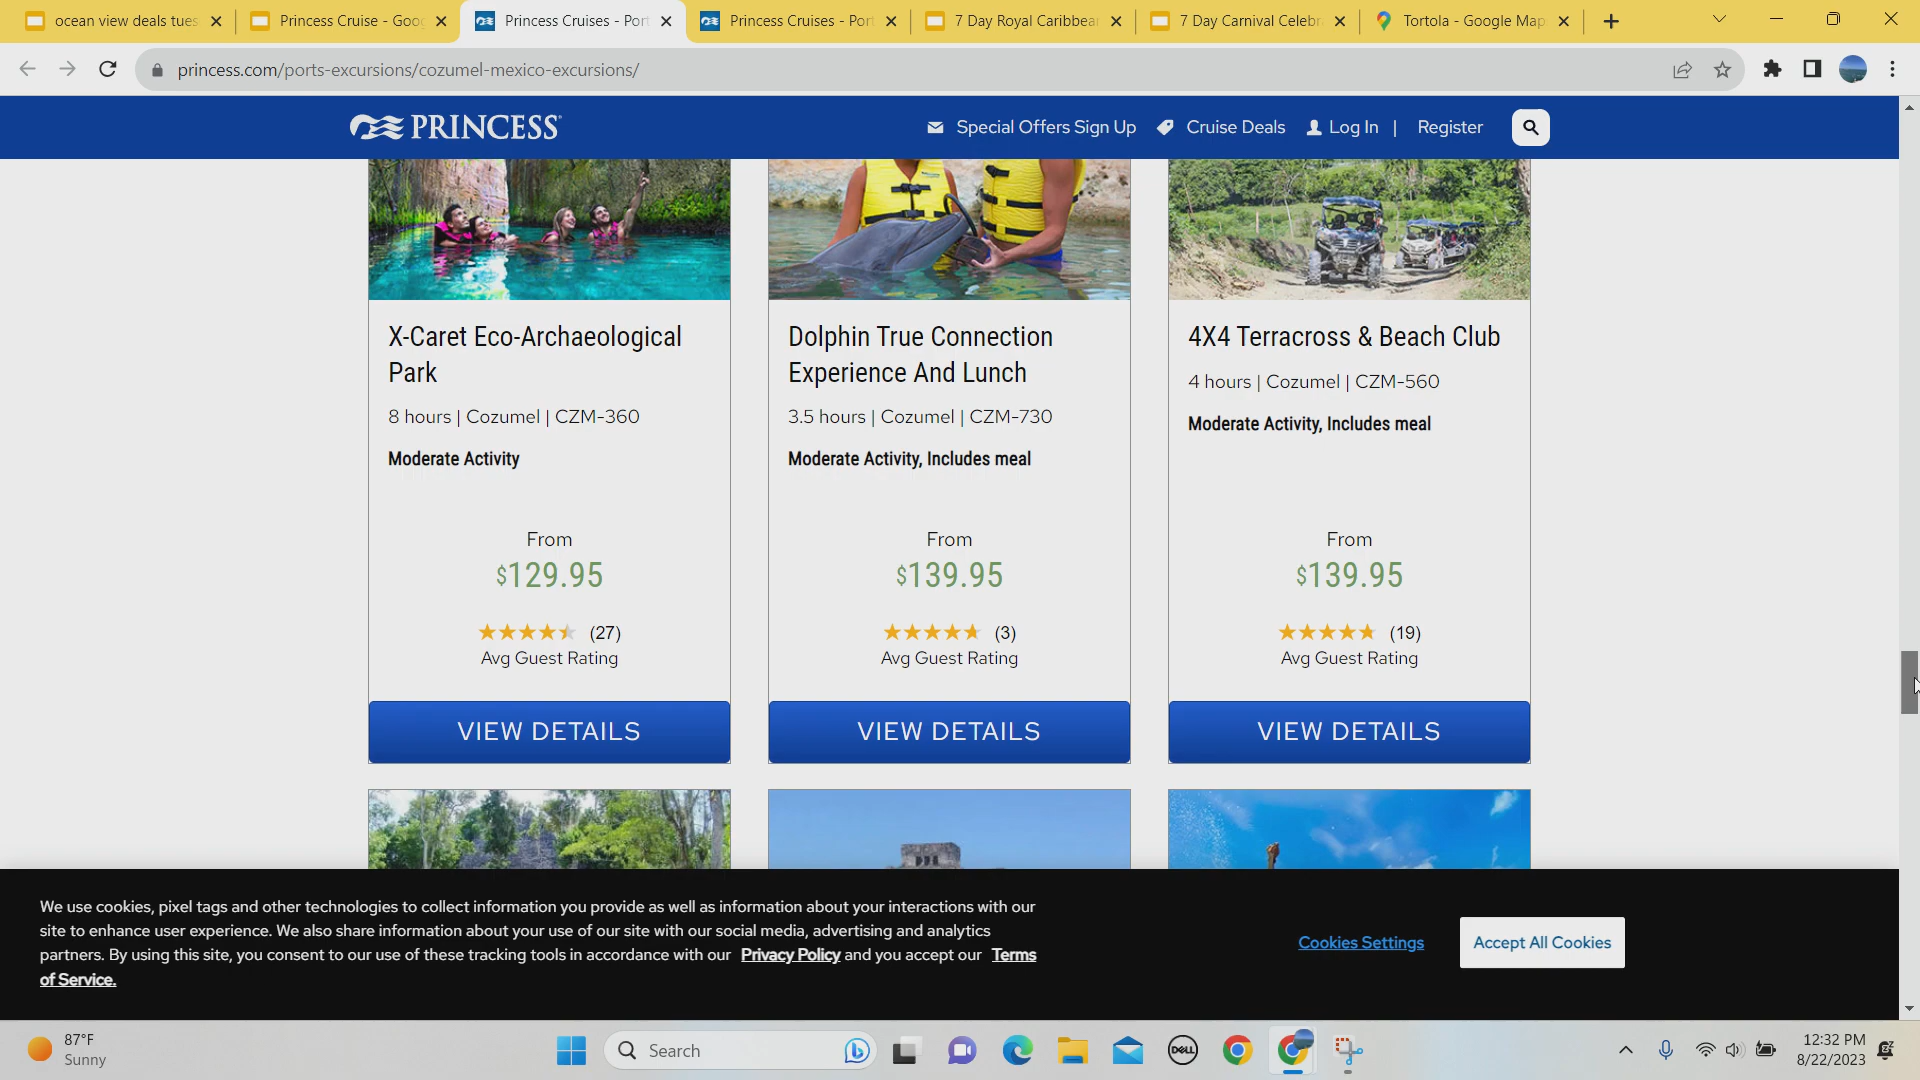 ocean view deals tues
Princess Cruise - Goog
Princess Cruises - Port
Princess Cruises - Port
7 Day Royal Caribbean
7 Day Carnival Celebr
Tortola - Google Map
princess.com/ports-excursions/cozumel-mexico-excursions/
PRINCESS
Special Offers Sign Up
Cruise Deals
Log In | Register
X-Caret Eco-Archaeological
Park
8 hours | Cozumel | CZM-360
Moderate Activity
From
$129.95
(27)
Avg Guest Rating
VIEW DETAILS
Dolphin True Connection
Experience And Lunch
3.5 hours | Cozumel | CZM-730
Moderate Activity, Includes meal
From
$139.95
(3)
Avg Guest Rating
VIEW DETAILS
4X4 Terracross & Beach Club
4 hours | Cozumel | CZM-560
Moderate Activity, Includes meal
From
$139.95
(19)
Avg Guest Rating
VIEW DETAILS
We use cookies, pixel tags and other technologies to collect information you provide as well as information about your interactions with our
site to enhance user experience. We also share information about your use of our site with our social media, advertising and analytics
partners. By using this site, you consent to our use of these tracking tools in accordance with our Privacy Policy and you accept our Terms
of Service.
Cookies Settings
Accept All Cookies
87°F
Sunny
Search
DELL
12:32 PM
8/22/2023